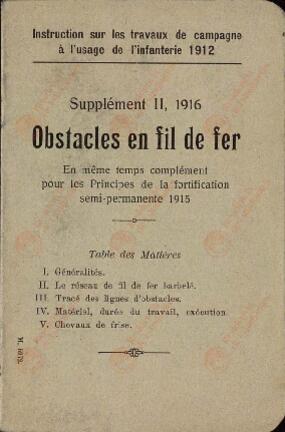 Instruction sur les travaux de campagne
à l'usage de l'infanterie 1912
Supplément II, 1916
Obstacles en fil de fer
En même temps complément
pour les Principes de la fortification
semi-permanente 1915
Table des Matières
I. Généralités.
II. Le réseau de fil de fer barbelé.
III. Tracé des lignes d'obstacles.
IV. Matériel, durée du travail, exécution.
V. Chevaux de frise.